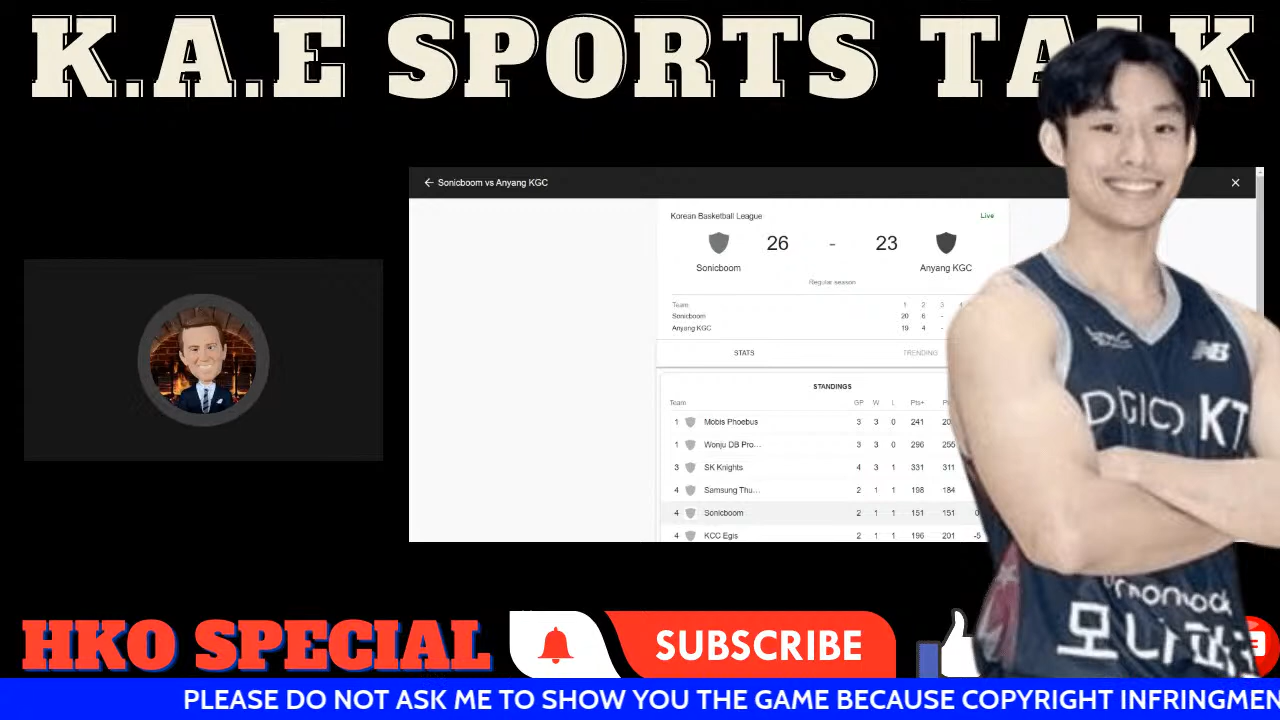 K.A.E SPORTS TALK
Sonicboom vs Anyang KGC
Korean Basketball League Live
26 - 23
Sonicboom Anyang KGC
Regular season
Team 1 2 3 4
Sonicboom 20 6 -
Anyang KGC 19 4 -
STATS TRENDING
STANDINGS
Team GP W L Pts+
1 Mobis Phoebus 3 3 0 241
1 Wonju DB Pro... 3 3 0 296 255
3 SK Knights 4 3 1 331 311
4 Samsung Thu... 2 1 1 198 184
4 Sonicboom 2 1 1 151 151 0
4 KCC Egis 2 1 1 196 201 -5
NB
KT
모나
HKO SPECIAL
SUBSCRIBE
PLEASE DO NOT ASK ME TO SHOW YOU THE GAME BECAUSE COPYRIGHT INFRINGMEN